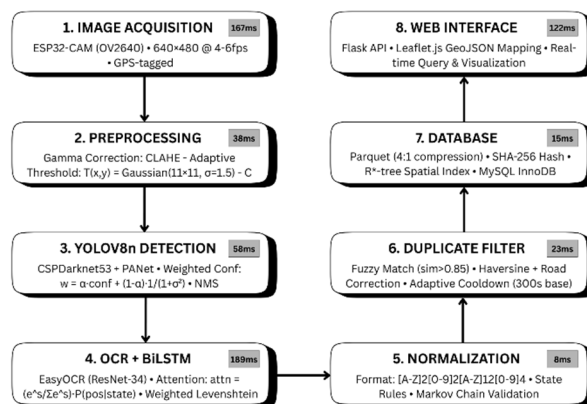 1. IMAGE ACQUISITION
167ms
ESP32-CAM (OV2640) • 640×480 @ 4-6fps
• GPS-tagged
2. PREPROCESSING
38ms
Gamma Correction: CLAHE - Adaptive
Threshold: T(x,y) = Gaussian(11×11, σ=1.5) - C
3. YOLOV8n DETECTION
58ms
CSPDarknet53 + PANet • Weighted Conf:
w = α·conf + (1-α)·1/(1+σ²) • NMS
4. OCR + BiLSTM
189ms
EasyOCR (ResNet-34) • Attention: attn =
(e^s/Σe^s)·P(pos|state)
• Weighted Levenshtein
5. NORMALIZATION
8ms
Format: [A-Z]2[0-9]2[A-Z]12[0-9]4 • State
Rules • Markov Chain Validation
6. DUPLICATE FILTER
23ms
Fuzzy Match (sim>0.85) • Haversine + Road
Correction • Adaptive Cooldown (300s base)
7. DATABASE
15ms
Parquet (4:1 compression) • SHA-256 Hash •
R*-tree Spatial Index • MySQL InnoDB
8. WEB INTERFACE
122ms
Flask API • Leaflet.js GeoJSON Mapping • Real-
time Query & Visualization